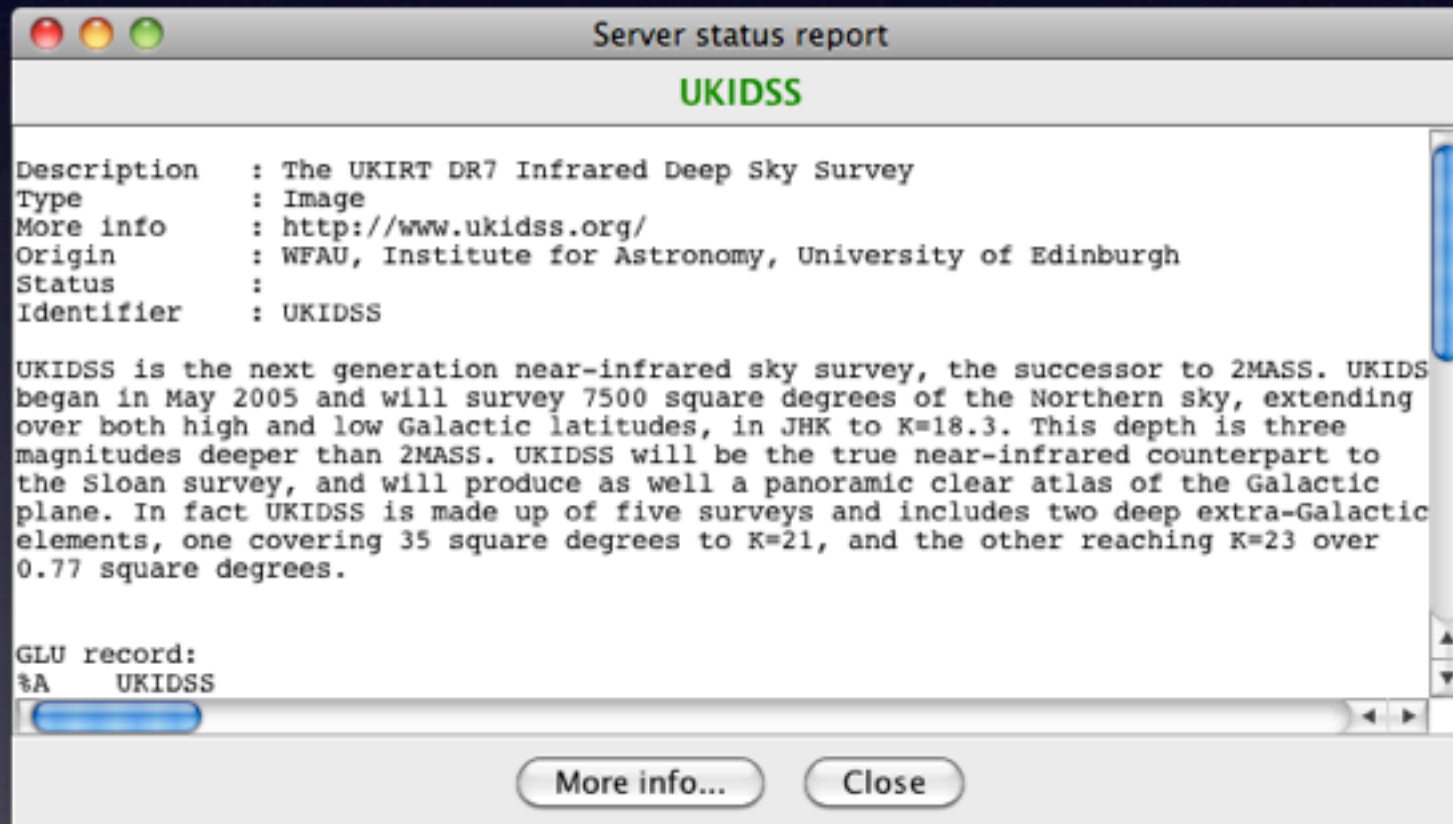 Server status report
UKIDSS
Description : The UKIRT DR7 Infrared Deep Sky Survey
Type : Image
More info : http://www.ukidss.org/
Origin : WFAU, Institute for Astronomy, University of Edinburgh
Status :
Identifier : UKIDSS
UKIDSS is the next generation near-infrared sky survey, the successor to 2MASS. UKIDS
began in May 2005 and will survey 7500 square degrees of the Northern sky, extending
over both high and low Galactic latitudes, in JHK to K=18.3. This depth is three
magnitudes deeper than 2MASS. UKIDSS will be the true near-infrared counterpart to
the Sloan survey, and will produce as well a panoramic clear atlas of the Galactic
plane. In fact UKIDSS is made up of five surveys and includes two deep extra-Galactic
elements, one covering 35 square degrees to K=21, and the other reaching K=23 over
0.77 square degrees.
GLU record:
%A UKIDSS
More info... Close